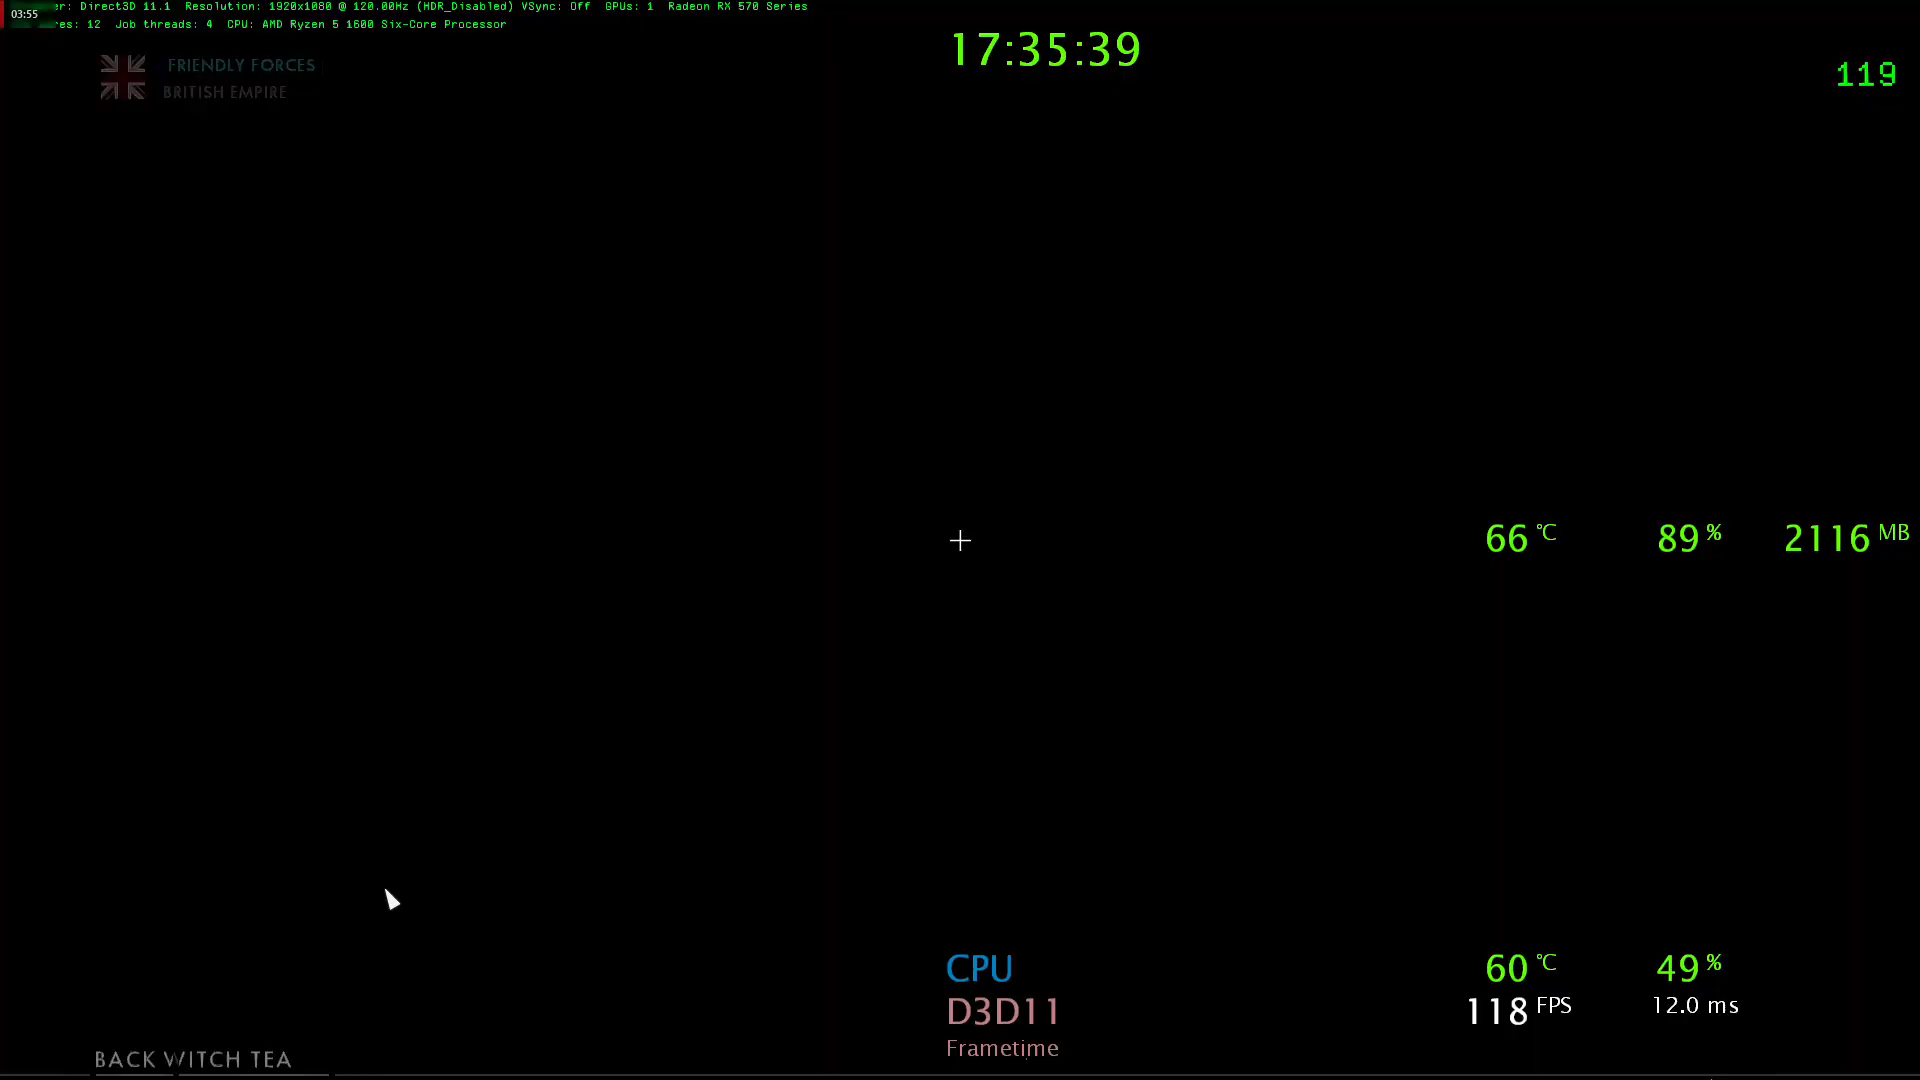 03:55 er: Direct3D 11.1 Resolution: 1920x1080 @ 120.00Hz (HDR_Disabled) VSync: Off GPUs: 1 Radeon RX 570 Series
es: 12 Job threads: 4 CPU: AMD Ryzen 5 1600 Six-Core Processor
17:35:39
FRIENDLY FORCES
119
BRITISH EMPIRE
66 °C 89 % 2116 MB
CPU 60 °C 49 %
D3D11 118 FPS 12.0 ms
Frametime
BACK WITCH TEA